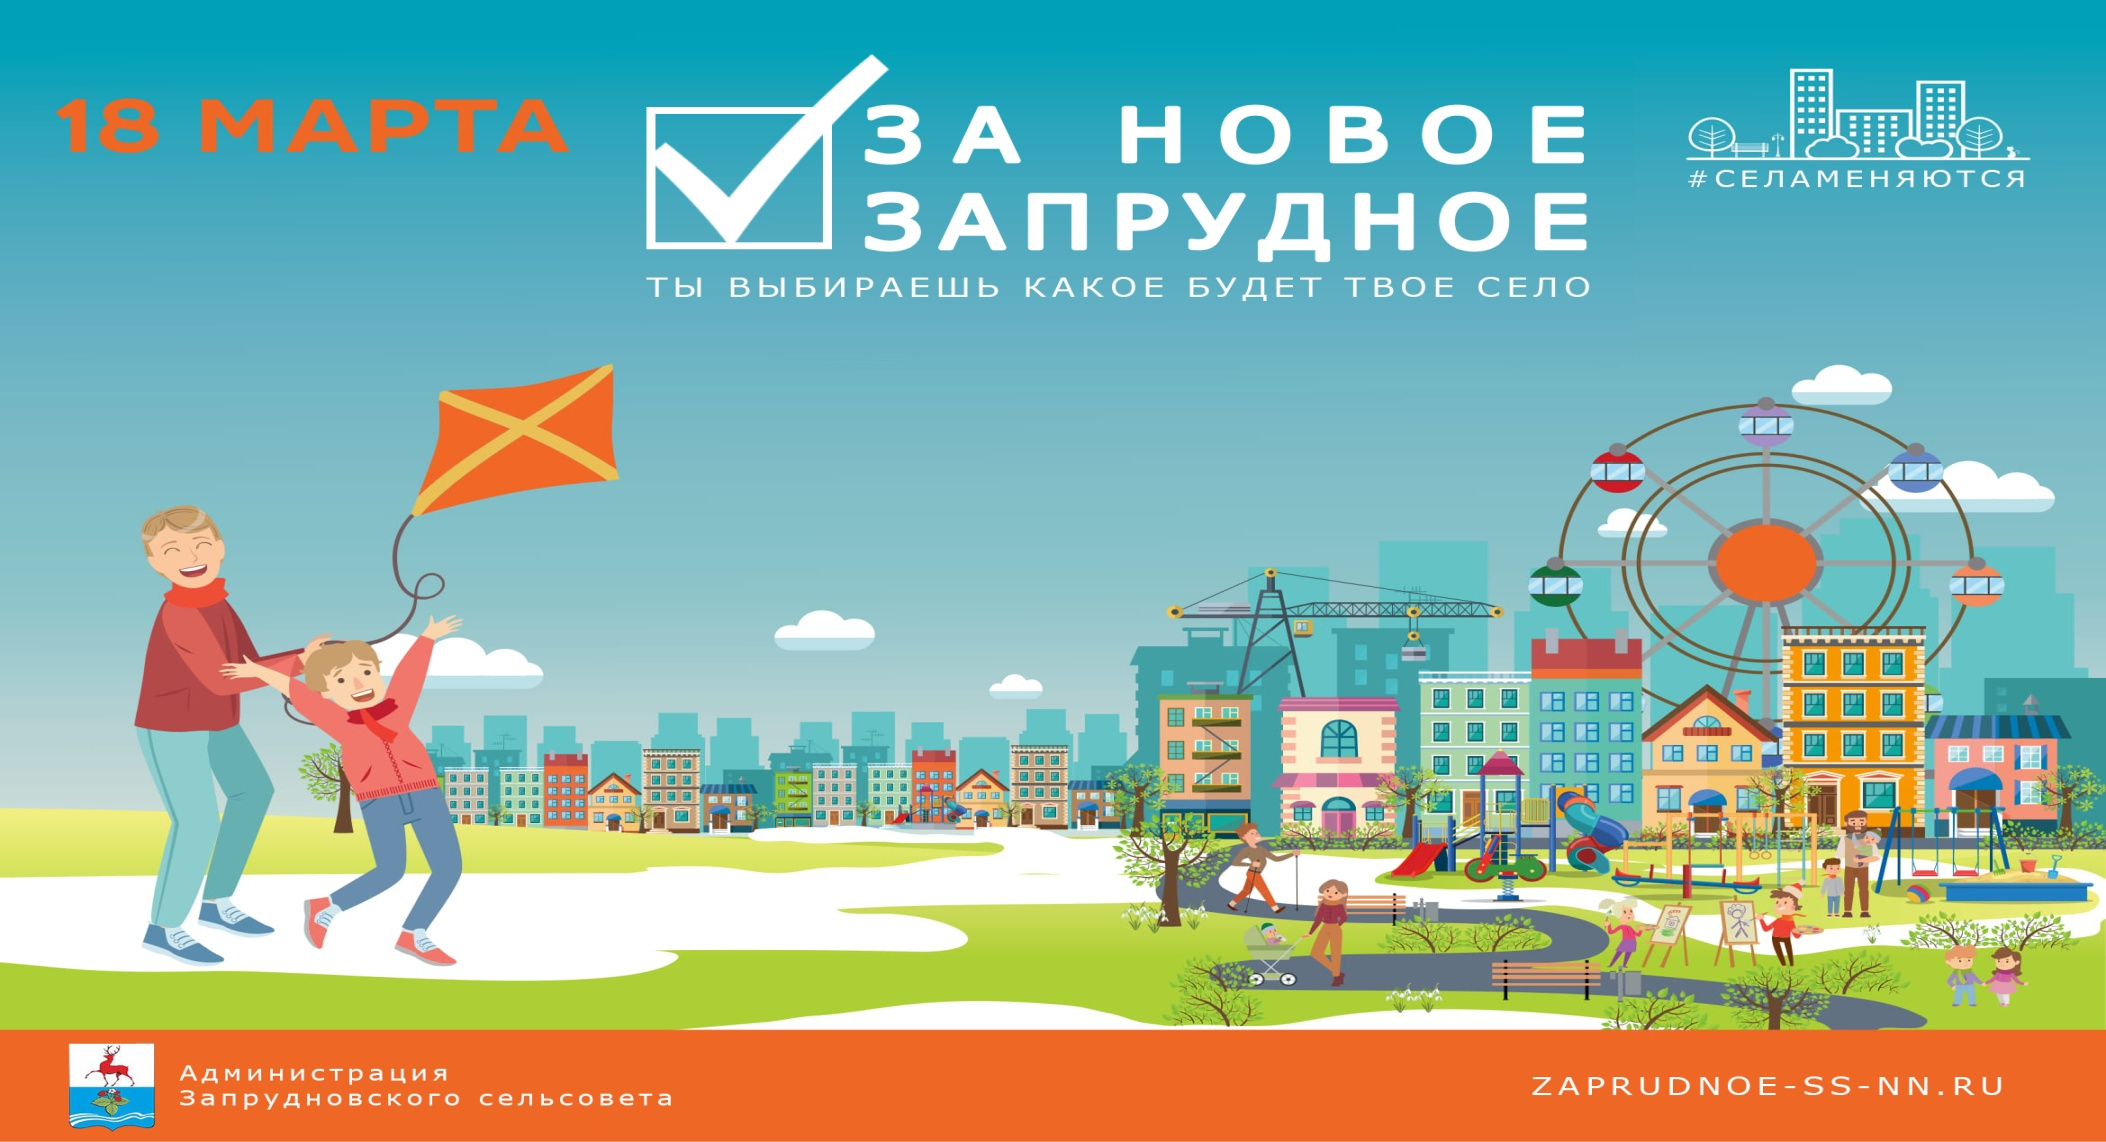 18 МАРТА
ЗА НОВОЕ
ЗАПРУДНОЕ
ТЫ ВЫБИРАЕШЬ КАКОЕ БУДЕТ ТВОЕ СЕЛО
#СЕЛАМЕНЯЮТСЯ
Администрация
Запрудновского сельсовета
ZAPRUDNOE-SS-NN.RU